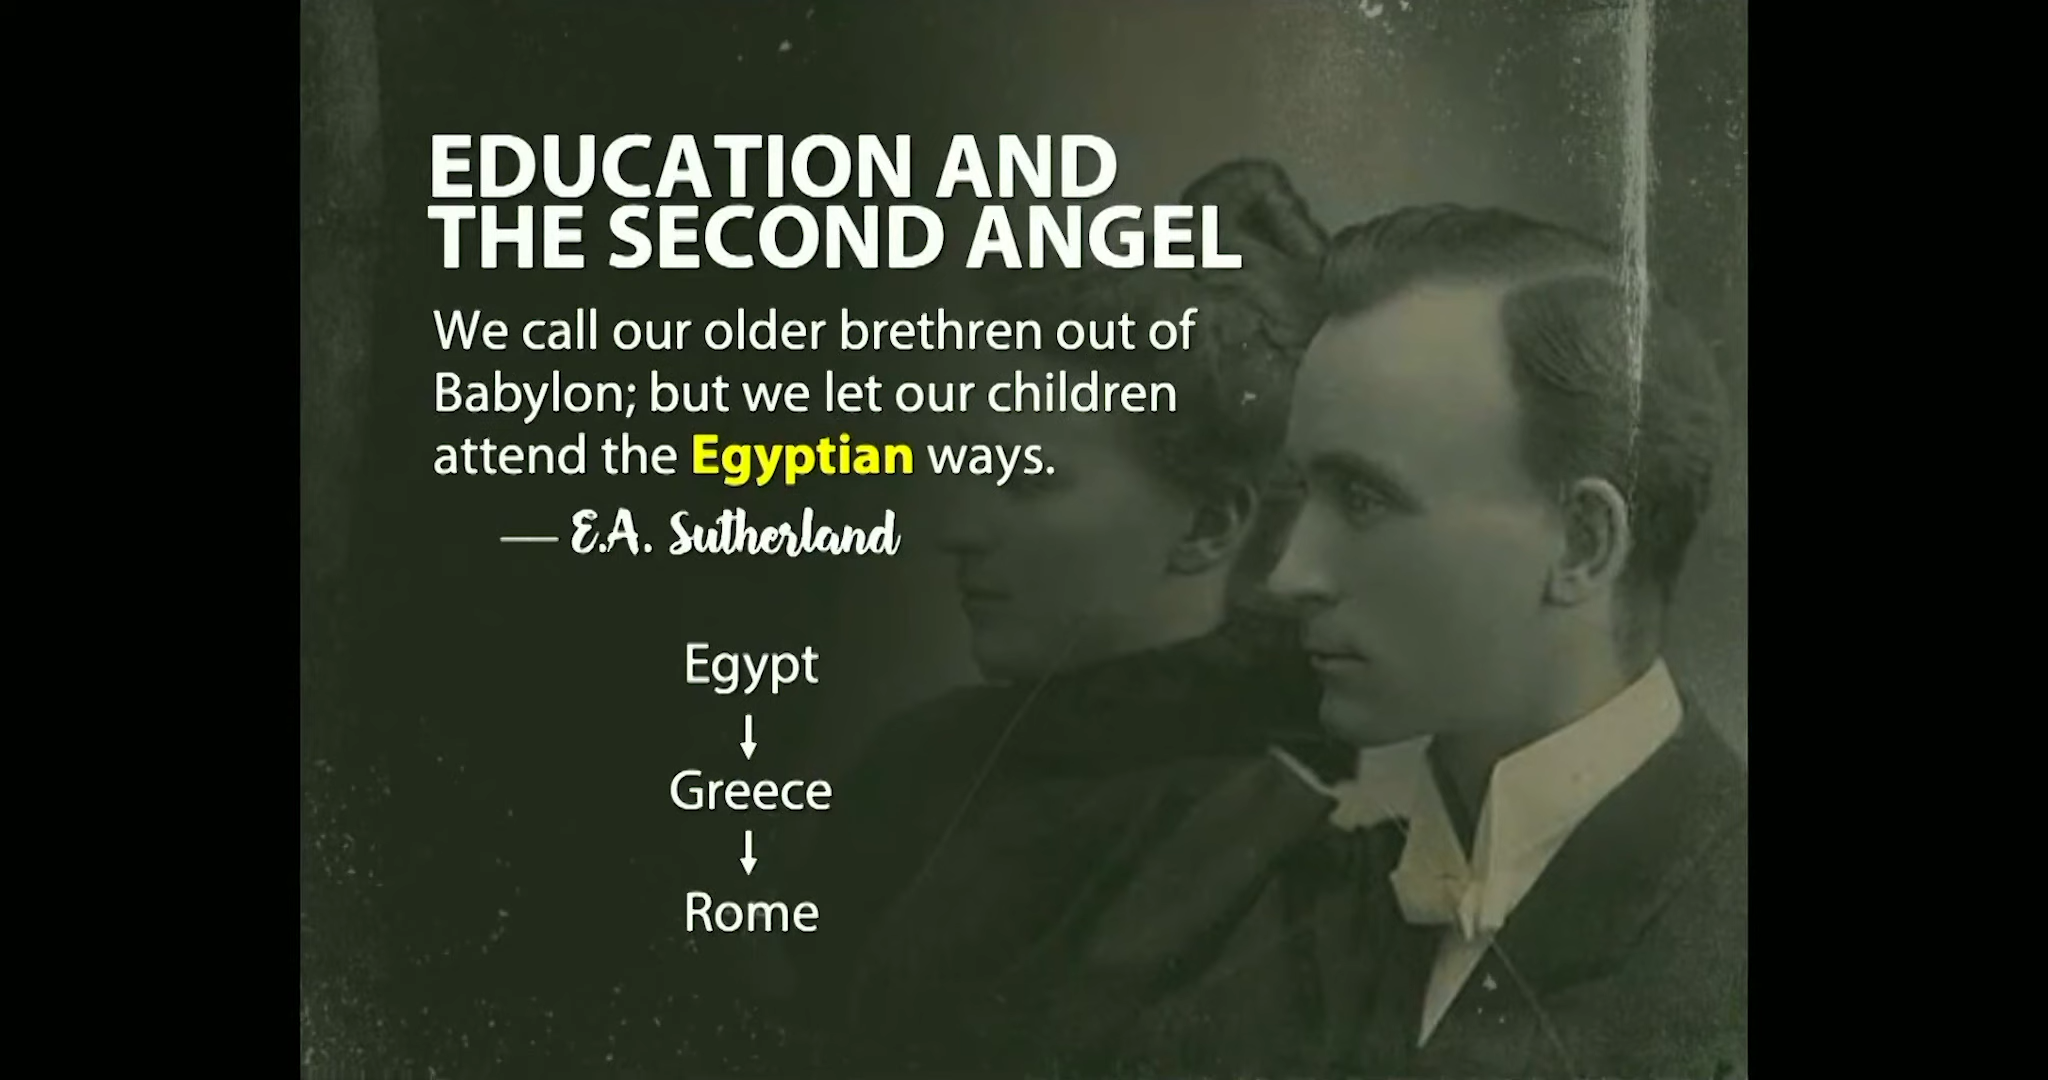 EDUCATION AND
THE SECOND ANGEL
We call our older brethren out of
Babylon; but we let our children
attend the Egyptian ways.
— E.A. Sutherland
Egypt
↓
Greece
↓
Rome